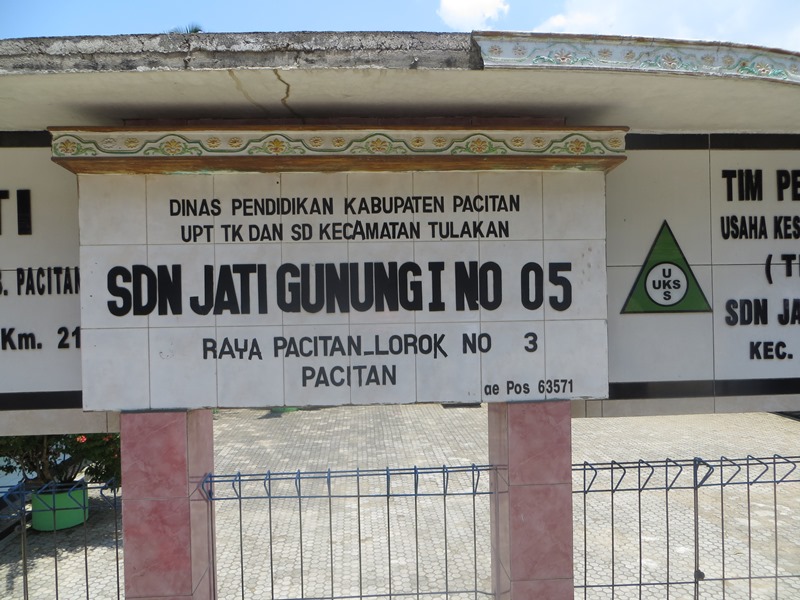 TI
B. PACITAN
Km. 21
DINAS PENDIDIKAN KABUPATEN PACITAN
UPT TK DAN SD KECAMATAN TULAKAN
SDN JATI GUNUNG I NO 05
RAYA PACITAN_LOROK NO 3
PACITAN
ae Pos 63571
U
UKS
S
TIM PE
USAHA KES
( T
SDN JA
KEC.